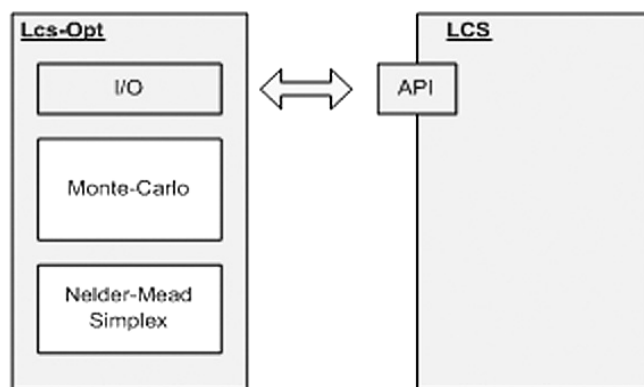 Lcs-Opt
LCS
I/O
API
Monte-Carlo
Nelder-Mead
Simplex